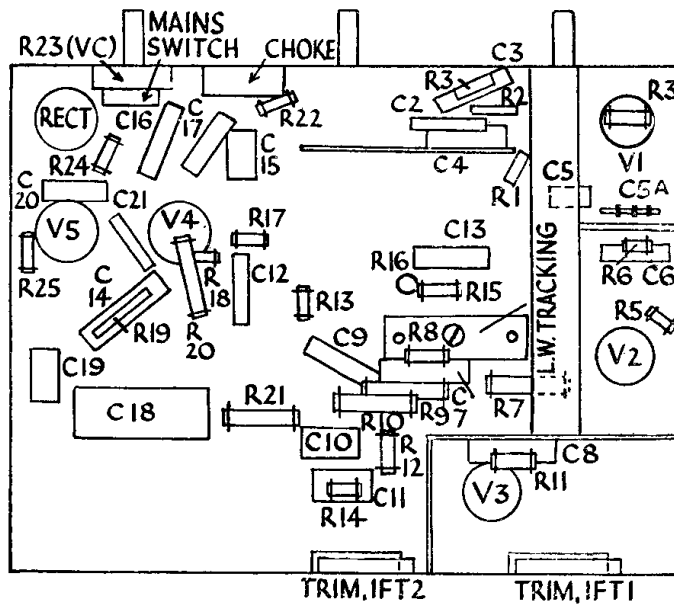 MAINS
R23(VC) SWITCH CHOKE
C3
R3
R3
C2
R2
C16
C
17
R22
RECT
V1
R24
C
15
C4
R1
C5
C5A
C
20
C21
V5
V4
R17
C13
L.W. TRACKING
R6 C6
R25
R
18
C12
R16
R15
C
14
R13
R5
R19
R
20
C9
R8
V2
C19
C
7
R7
R21
R9
C18
R10
C10
R
12
C8
C11
V3
R11
R14
TRIM, IFT2
TRIM, IFT1